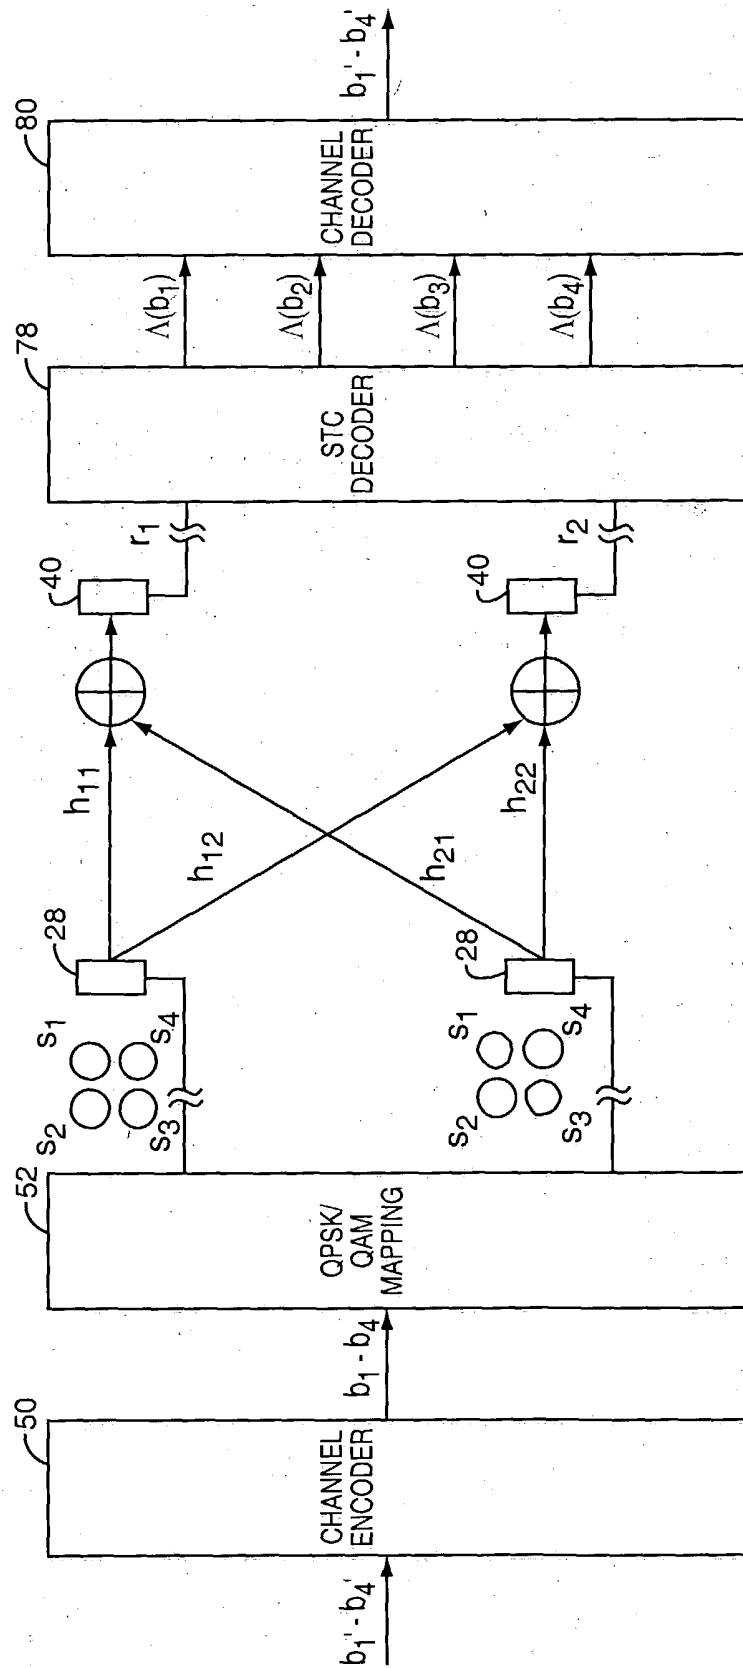 b₁' - b₄'
50
CHANNEL
ENCODER
b₁ - b₄
52
QPSK/
QAM
MAPPING
s₂
s₁
s₃
s₄
28
s₂
s₁
s₃
s₄
28
h₁₁
h₁₂
h₂₁
h₂₂
40
r₁
40
r₂
78
STC
DECODER
Λ(b₁)
Λ(b₂)
Λ(b₃)
Λ(b₄)
80
CHANNEL
DECODER
b₁' - b₄'